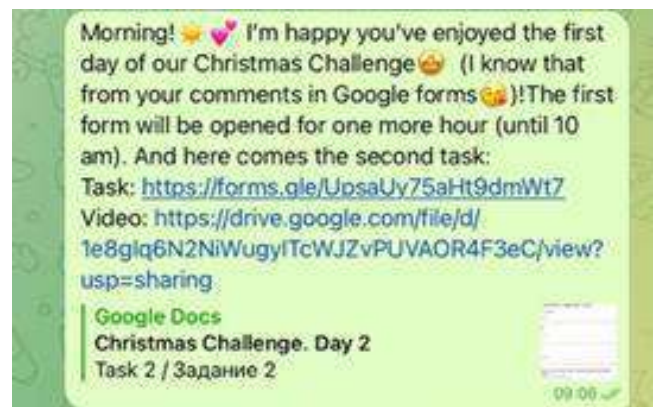 Morning! ☀️ 💕 I'm happy you've enjoyed the first
day of our Christmas Challenge🤩 (I know that
from your comments in Google forms😘)!The first
form will be opened for one more hour (until 10
am). And here comes the second task:
Task: https://forms.gle/UpsaUy75aHt9dmWt7
Video: https://drive.google.com/file/d/
1e8glq6N2NiWugyITcWJZvPUVAOR4F3eC/view?
usp=sharing
Google Docs
Christmas Challenge. Day 2
Task 2 / Задание 2
09:06